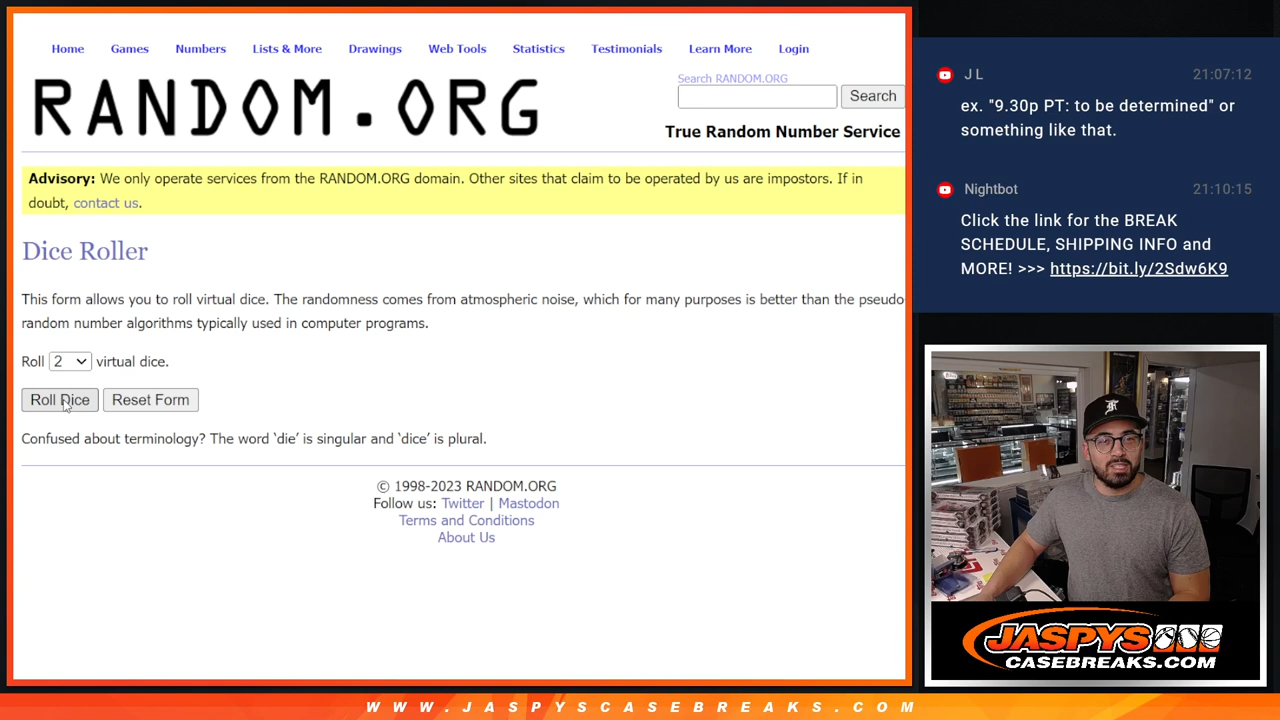 Home Games Numbers Lists & More Drawings Web Tools Statistics Testimonials Learn More Login
RANDOM.ORG
Search RANDOM.ORG
Search
True Random Number Service
Advisory: We only operate services from the RANDOM.ORG domain. Other sites that claim to be operated by us are impostors. If in
doubt, contact us.
Dice Roller
This form allows you to roll virtual dice. The randomness comes from atmospheric noise, which for many purposes is better than the pseudo-
random number algorithms typically used in computer programs.
Roll 2 virtual dice.
Roll Dice Reset Form
Confused about terminology? The word ‘die’ is singular and ‘dice’ is plural.
© 1998-2023 RANDOM.ORG
Follow us: Twitter | Mastodon
Terms and Conditions
About Us
J L 21:07:12
ex. "9.30p PT: to be determined" or
something like that.
Nightbot 21:10:15
Click the link for the BREAK
SCHEDULE, SHIPPING INFO and
MORE! >>> https://bit.ly/2Sdw6K9
JASPYS
CASEBREAKS.COM
WWW.JASPYSCASEBREAKS.COM